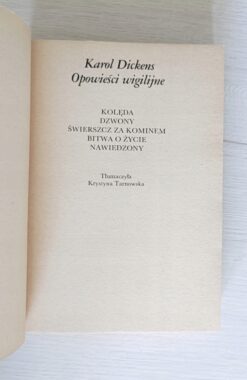 Karol Dickens
Opowieści wigilijne
KOLĘDA
DZWONY
ŚWIERSZCZ ZA KOMINEM
BITWA O ŻYCIE
NAWIEDZONY
Tłumaczyła
Krystyna Tarnowska